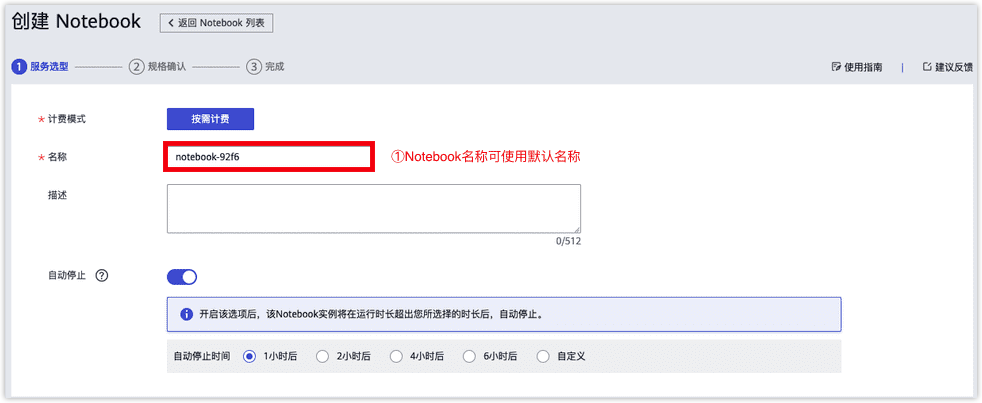 创建 Notebook
返回 Notebook 列表
1 服务选型 2 规格确认 3 完成 使用指南 | 建议反馈
* 计费模式 按需计费
* 名称 notebook-92f6 ①Notebook名称可使用默认名称
描述
0/512
自动停止 ?
开启该选项后，该Notebook实例将在运行时长超出您所选择的时长后，自动停止。
自动停止时间 1小时后 2小时后 4小时后 6小时后 自定义